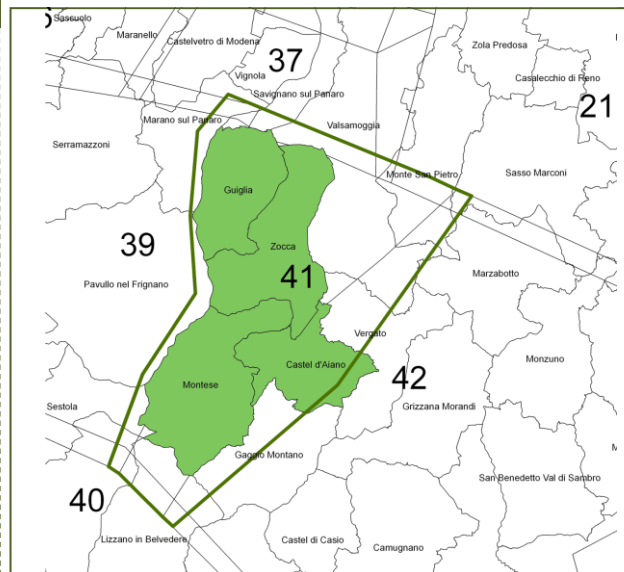 Sassuolo
Maranello
Castelvetro di Modena
37
Zola Predosa
Vignola
Casalecchio di Reno
Savignano sul Panaro
21
Marano sul Panaro
Valsamoggia
Serramazzoni
Monte San Pietro
Sasso Marconi
Guiglia
39
Zocca
41
Marzabotto
Pavullo nel Frignano
Vergato
Monzuno
Castel d'Aiano
42
Montese
Sestola
Grizzana Morandi
Gaggio Montano
San Benedetto Val di Sambro
40
Lizzano in Belvedere
Castel di Casio
Camugnano